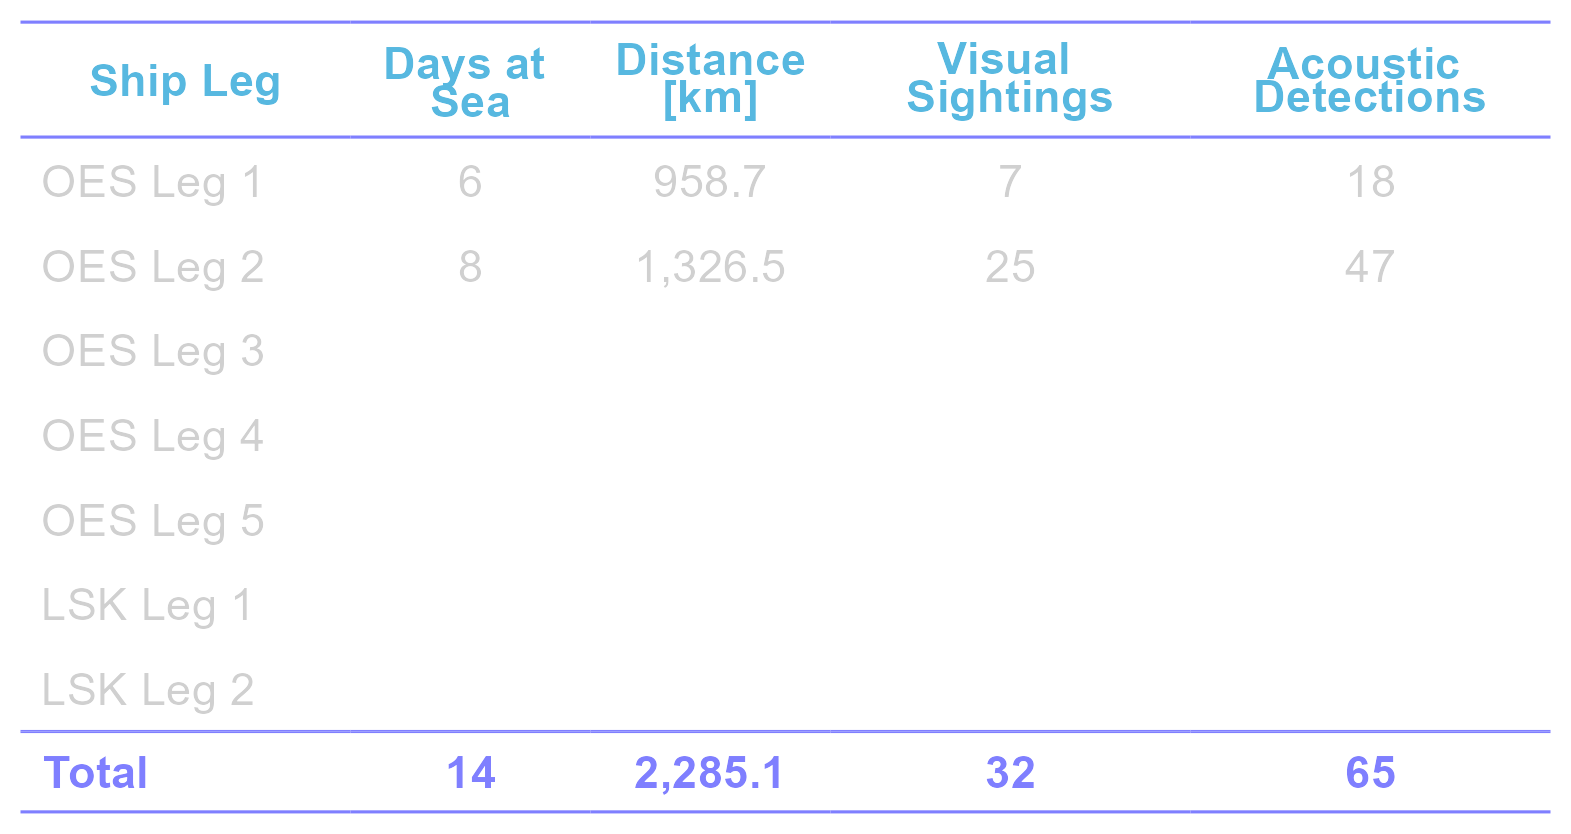 Ship Leg Days at Sea Distance [km] Visual Sightings Acoustic Detections
OES Leg 1 6 958.7 7 18
OES Leg 2 8 1,326.5 25 47
OES Leg 3
OES Leg 4
OES Leg 5
LSK Leg 1
LSK Leg 2
Total 14 2,285.1 32 65